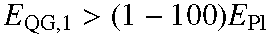 E_{QG,1} > (1 − 100)E_{Pl}